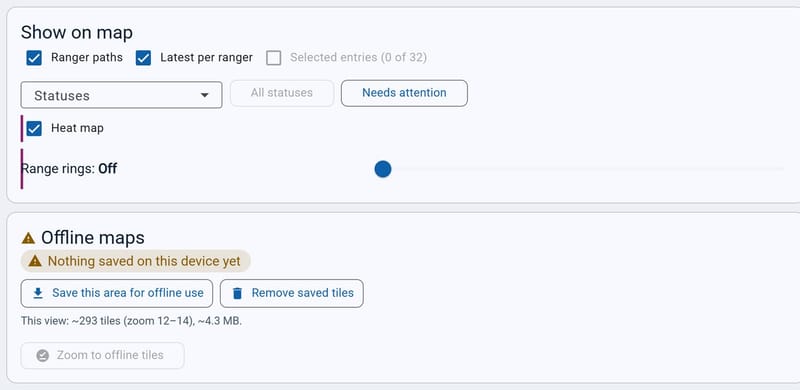 Show on map
Ranger paths Latest per ranger Selected entries (0 of 32)
Statuses All statuses Needs attention
Heat map
Range rings: Off
Offline maps
Nothing saved on this device yet
Save this area for offline use Remove saved tiles
This view: ~293 tiles (zoom 12–14), ~4.3 MB.
Zoom to offline tiles